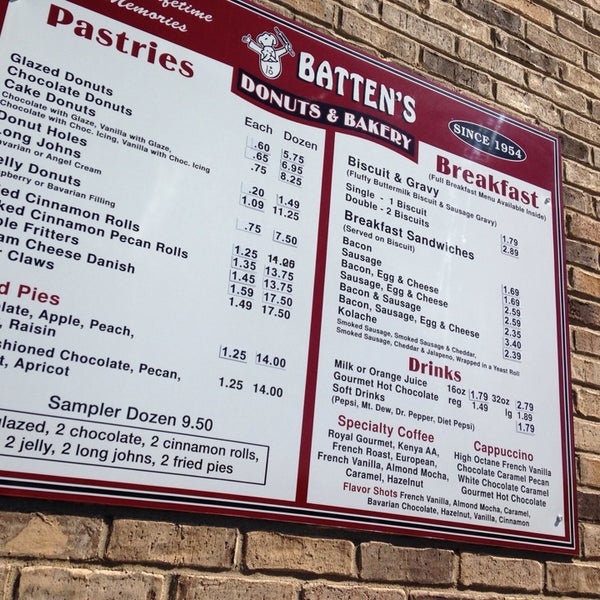 Lifetime
Memories
Pastries
Each Dozen
Glazed Donuts .60 5.75
Chocolate Donuts .65 6.95
Cake Donuts .75 8.25
Chocolate with Glaze, Vanilla with Glaze,
Chocolate with Choc. Icing, Vanilla with Choc. Icing
Donut Holes .20 1.49
Long Johns 1.09 11.25
Bavarian or Angel Cream
Jelly Donuts .75 7.50
Raspberry or Bavarian Filling
Cinnamon Rolls 1.25
Cinnamon Pecan Rolls 1.35 13.75
Fritters 1.45 13.75
Cheese Danish 1.59 17.50
Claws 1.49 17.50
Pies
Apple, Peach,
Raisin 1.25 14.00
Chocolate, Pecan,
Apricot 1.25 14.00
Sampler Dozen 9.50
glazed, 2 chocolate, 2 cinnamon rolls,
2 jelly, 2 long johns, 2 fried pies
BATTEN'S
DONUTS & BAKERY
SINCE 1954
Breakfast
(Full Breakfast Menu Available Inside)
Biscuit & Gravy
(Fluffy Buttermilk Biscuit & Sausage Gravy)
Single - 1 Biscuit 1.79
Double - 2 Biscuits 2.89
Breakfast Sandwiches
(Served on Biscuit)
Bacon 1.69
Sausage 1.69
Bacon, Egg & Cheese 2.59
Sausage, Egg & Cheese 2.59
Bacon & Sausage 2.35
Bacon, Sausage, Egg & Cheese 3.40
Kolache 2.39
Smoked Sausage, Smoked Sausage & Cheddar,
Smoked Sausage, Cheddar & Jalapeno, Wrapped in a Yeast Roll
Drinks
Milk or Orange Juice 16oz 1.79 32oz 2.79
Gourmet Hot Chocolate reg 1.49 lg 1.89
Soft Drinks 1.79
(Pepsi, Mt. Dew, Dr. Pepper, Diet Pepsi)
Specialty Coffee
Royal Gourmet, Kenya AA,
French Roast, European,
French Vanilla, Almond Mocha,
Caramel, Hazelnut
Cappuccino
High Octane French Vanilla
Chocolate Caramel Pecan
White Chocolate Caramel
Gourmet Hot Chocolate
Flavor Shots French Vanilla, Almond Mocha, Caramel,
Bavarian Chocolate, Hazelnut, Vanilla, Cinnamon